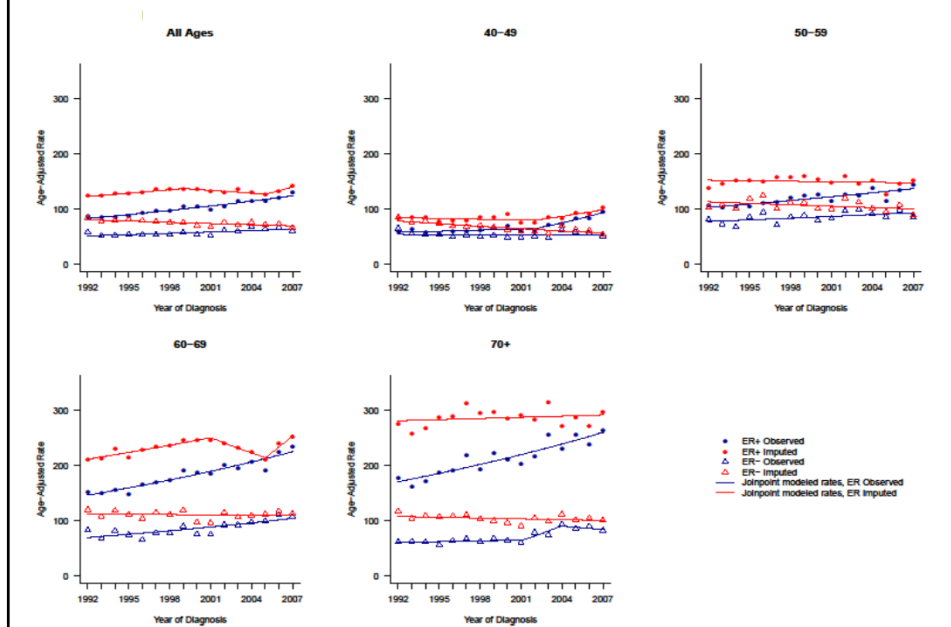 All Ages
40-49
50-59
Age-Adjusted Rate
300
200
100
0
1992 1995 1998 2001 2004 2007
Year of Diagnosis
Age-Adjusted Rate
300
200
100
0
1992 1995 1998 2001 2004 2007
Year of Diagnosis
Age-Adjusted Rate
300
200
100
0
1992 1995 1998 2001 2004 2007
Year of Diagnosis
60-69
70+
Age-Adjusted Rate
300
200
100
0
1992 1995 1998 2001 2004 2007
Year of Diagnosis
Age-Adjusted Rate
300
200
100
0
1992 1995 1998 2001 2004 2007
Year of Diagnosis
ER+ Observed
ER+ Imputed
ER- Observed
ER- Imputed
Joinpoint modeled rates, ER Observed
Joinpoint modeled rates, ER Imputed